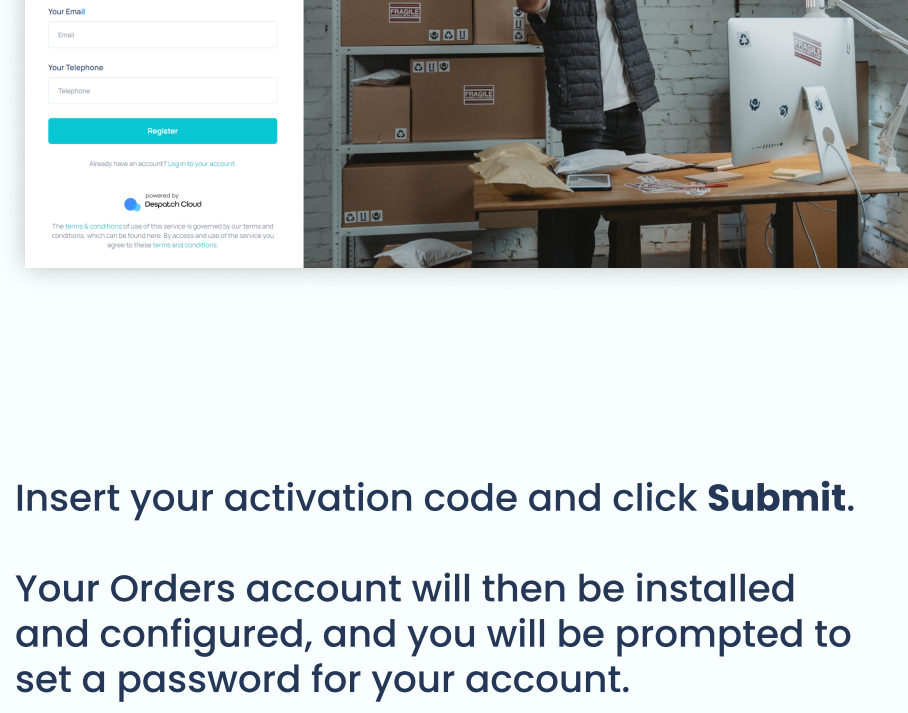 Your Email
Email
Your Telephone
Telephone
Register
Already have an account? Log in to your account.
powered by
Despatch Cloud
The terms & conditions of use of this service is governed by our terms and
conditions, which can be found here. By access and use of the service you
agree to these terms and conditions.
FRAGILE
FRAGILE
FRAGILE
Insert your activation code and click Submit.
Your Orders account will then be installed
and configured, and you will be prompted to
set a password for your account.